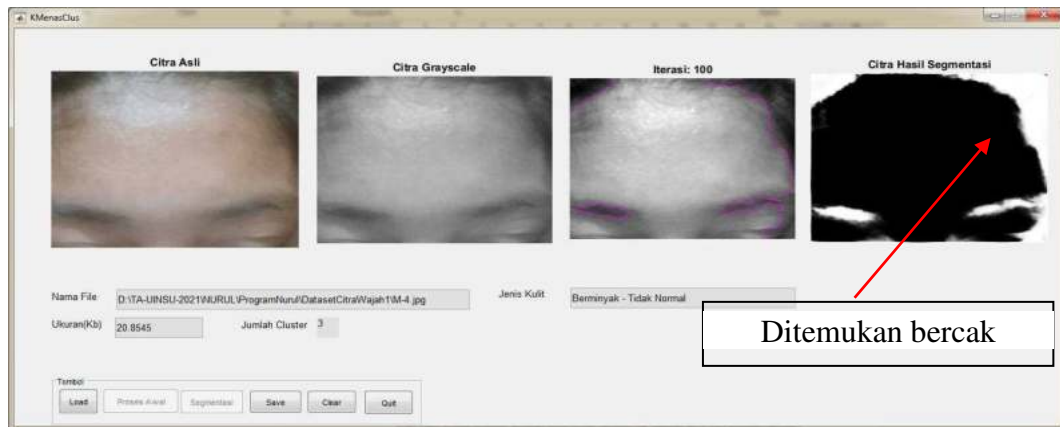 KMenasClus
Citra Asli
Citra Grayscale
Iterasi: 100
Citra Hasil Segmentasi
Nama File
D:\TA-UINSU-2021\NURUL\ProgramNurul\DatasetCitraWajah1\M-4.jpg
Jenis Kulit
Berminyak - Tidak Normal
Ukuran(Kb)
20.8545
Jumlah Cluster
3
Ditemukan bercak
Tombol
Load
Proses Awal
Segmentasi
Save
Clear
Quit